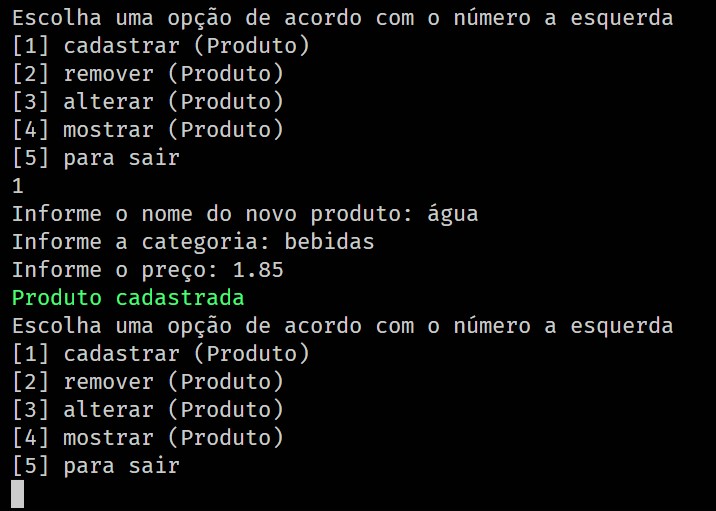 Escolha uma opção de acordo com o número a esquerda
[1] cadastrar (Produto)
[2] remover (Produto)
[3] alterar (Produto)
[4] mostrar (Produto)
[5] para sair
1
Informe o nome do novo produto: água
Informe a categoria: bebidas
Informe o preço: 1.85
Produto cadastrada
Escolha uma opção de acordo com o número a esquerda
[1] cadastrar (Produto)
[2] remover (Produto)
[3] alterar (Produto)
[4] mostrar (Produto)
[5] para sair